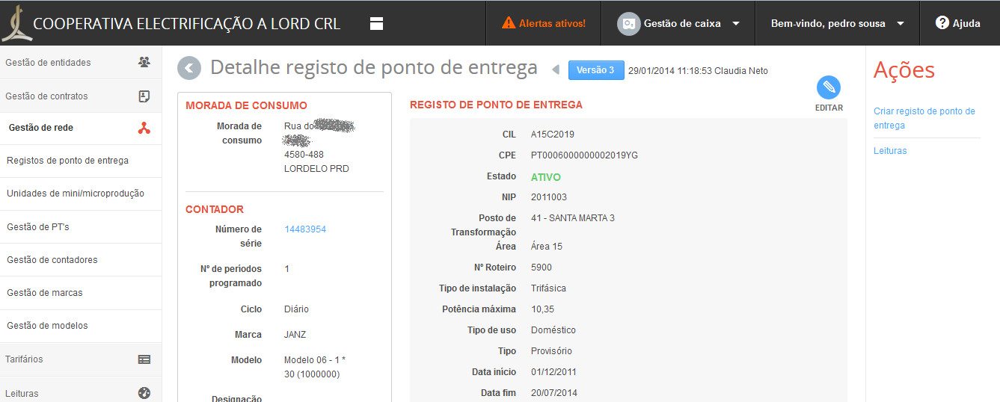 COOPERATIVA ELECTRIFICAÇÃO A LORD CRL
Alertas ativos!
Gestão de caixa
Bem-vindo, pedro sousa
Ajuda
Gestão de entidades
Gestão de contratos
Gestão de rede
Registos de ponto de entrega
Unidades de mini/microprodução
Gestão de PT's
Gestão de contadores
Gestão de marcas
Gestão de modelos
Tarifários
Leituras
Detalhe registo de ponto de entrega
Versão 3
29/01/2014 11:18:53 Claudia Neto
EDITAR
MORADA DE CONSUMO
Morada de consumo
Rua do
4580-488
LORDELO PRD
CONTADOR
Número de série
14483954
Nº de períodos programado
1
Ciclo
Diário
Marca
JANZ
Modelo
Modelo 06 - 1 *
30 (1000000)
Designação
REGISTO DE PONTO DE ENTREGA
CIL A15C2019
CPE PT0006000000002019YG
Estado ATIVO
NIP 2011003
Posto de Transformação
41 - SANTA MARTA 3
Área Área 15
Nº Roteiro 5900
Tipo de instalação Trifásica
Potência máxima 10,35
Tipo de uso Doméstico
Tipo Provisório
Data início 01/12/2011
Data fim 20/07/2014
Ações
Criar registo de ponto de
entrega
Leituras